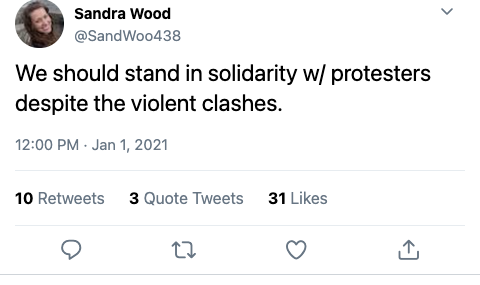 Sandra Wood
@SandWoo438
We should stand in solidarity w/ protesters
despite the violent clashes.
12:00 PM · Jan 1, 2021
10 Retweets 3 Quote Tweets 31 Likes